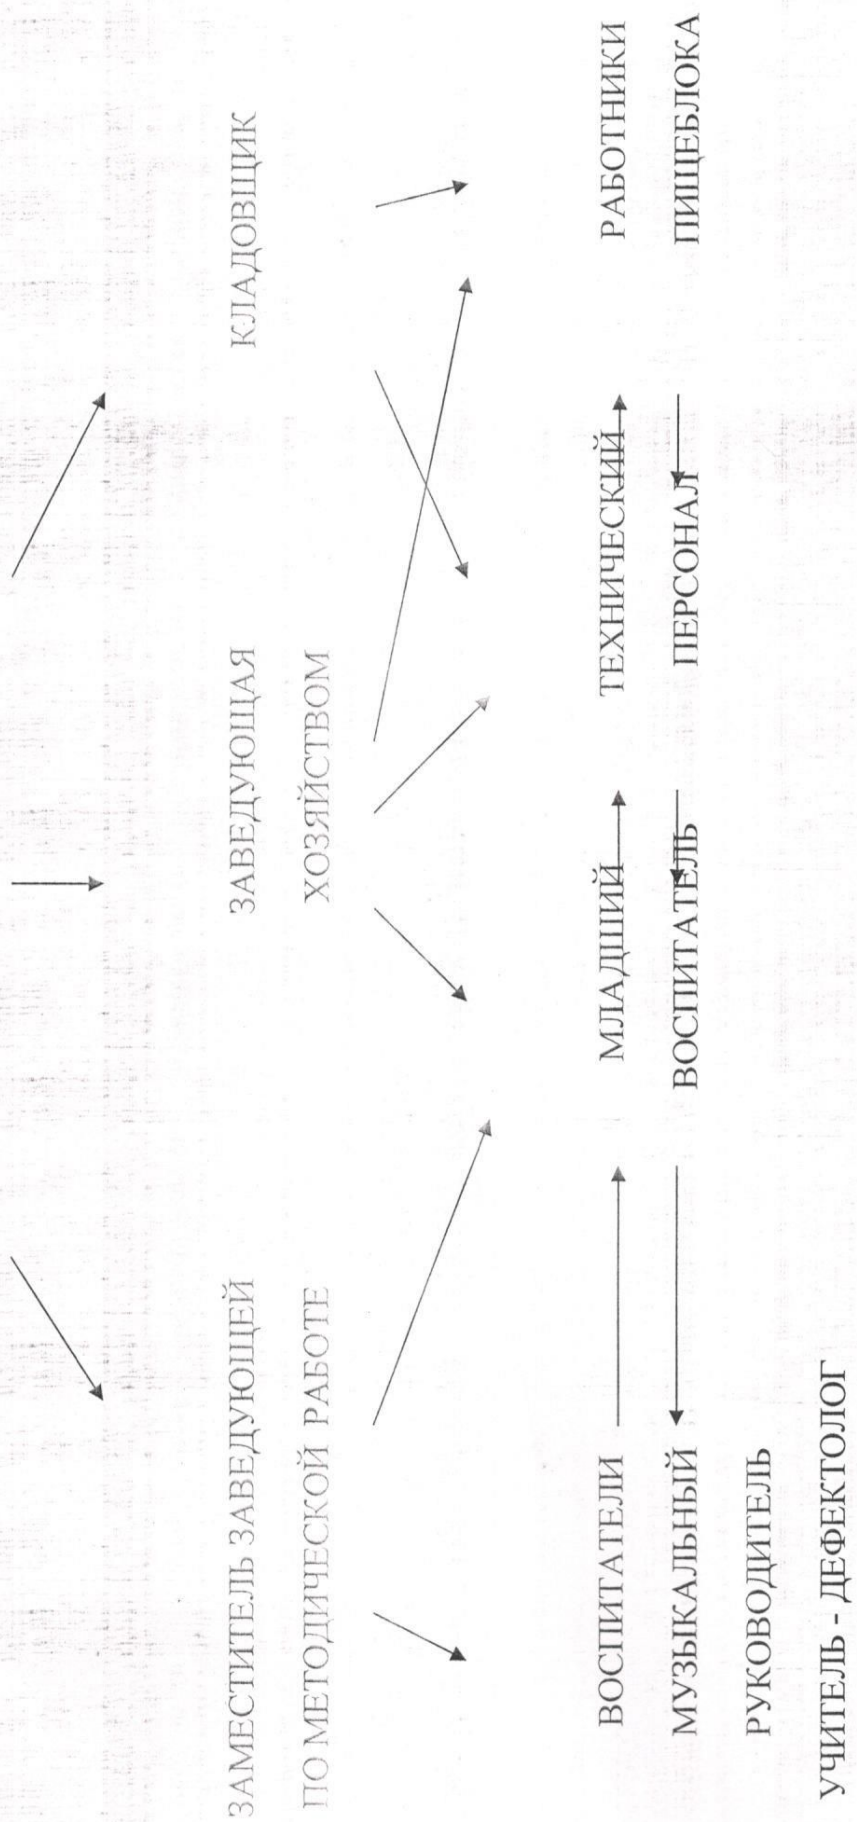 ЗАМЕСТИТЕЛЬ ЗАВЕДУЮЩЕЙ
ПО МЕТОДИЧЕСКОЙ РАБОТЕ
ЗАВЕДУЮЩАЯ
ХОЗЯЙСТВОМ
КЛАДОВЩИК
ВОСПИТАТЕЛИ
МУЗЫКАЛЬНЫЙ
РУКОВОДИТЕЛЬ
УЧИТЕЛЬ - ДЕФЕКТОЛОГ
МЛАДШИЙ
ВОСПИТАТЕЛЬ
ТЕХНИЧЕСКИЙ
ПЕРСОНАЛ
РАБОТНИКИ
ПИЩЕБЛОКА